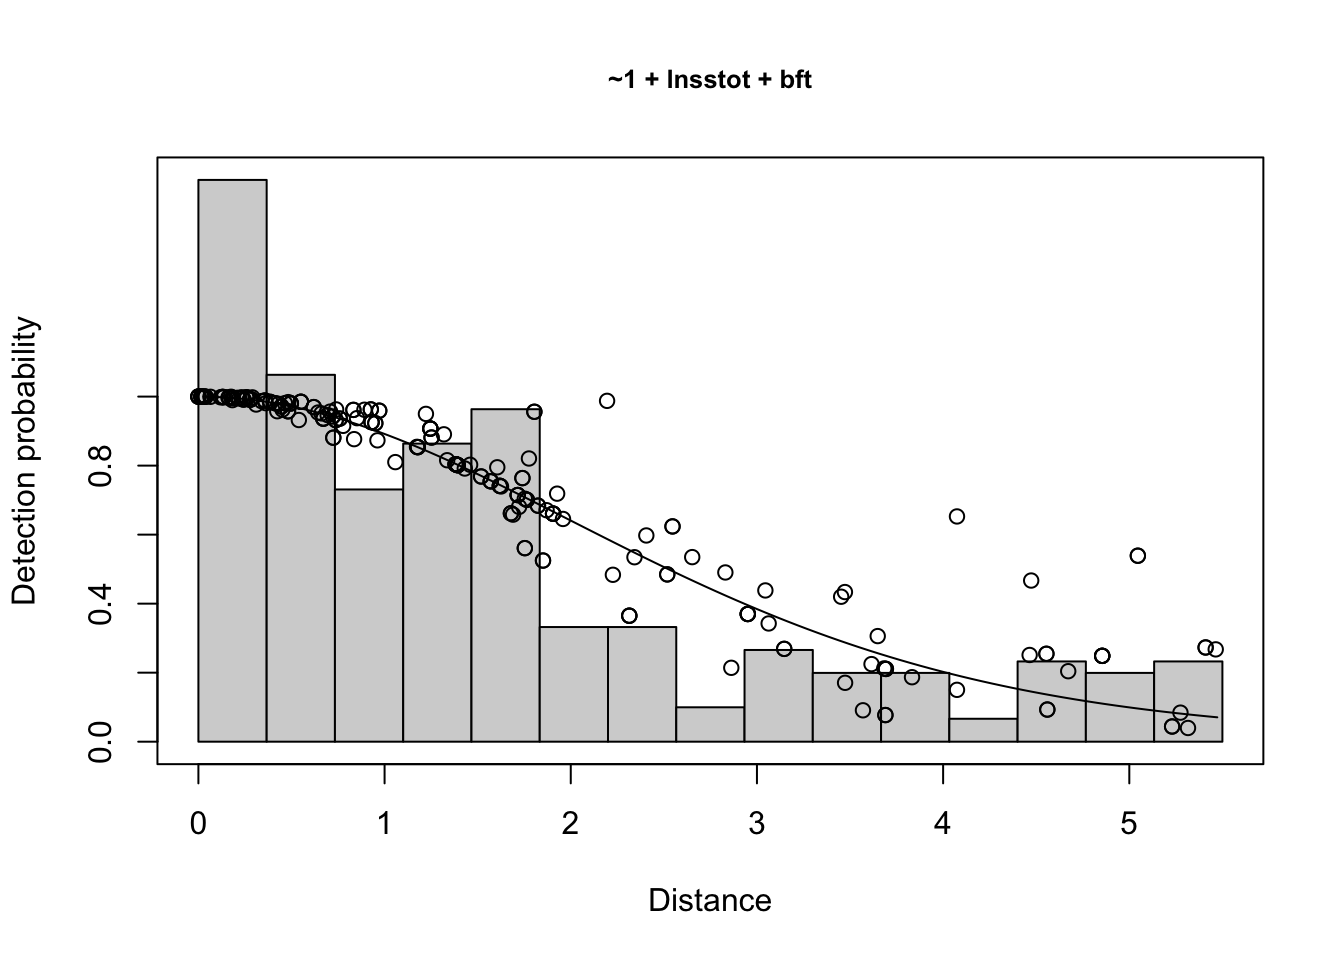 ~1 + lnsstot + bft
Detection probability
0.8
0.4
0.0
0 1 2 3 4 5
Distance